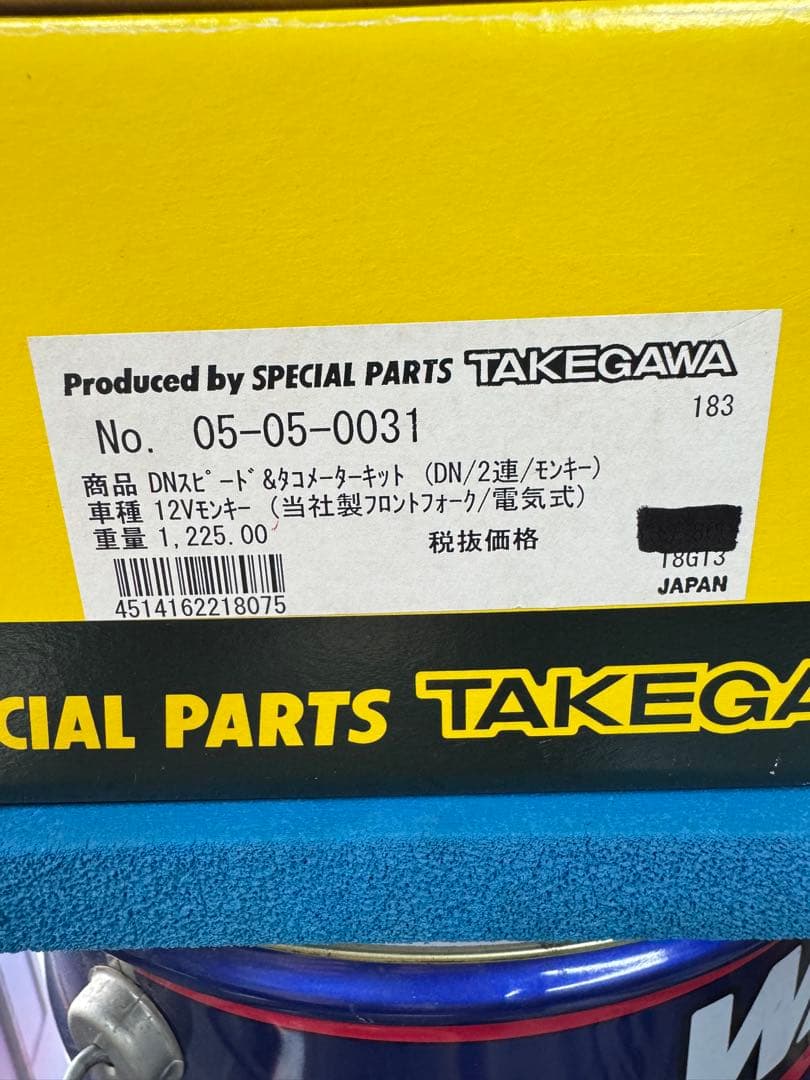 Produced by SPECIAL PARTS TAKEGAWA
183
No. 05-05-0031
商品 DNｽﾋﾟｰﾄﾞ&ﾀｺﾒｰﾀｰｷｯﾄ (DN/2連/ﾓﾝｷｰ)
車種 12Vﾓﾝｷｰ (当社製ﾌﾛﾝﾄﾌｫｰｸ/電気式)
重量 1,225.00 税抜価格
18G13
4514162218075 JAPAN
CIAL PARTS TAKEGA
W